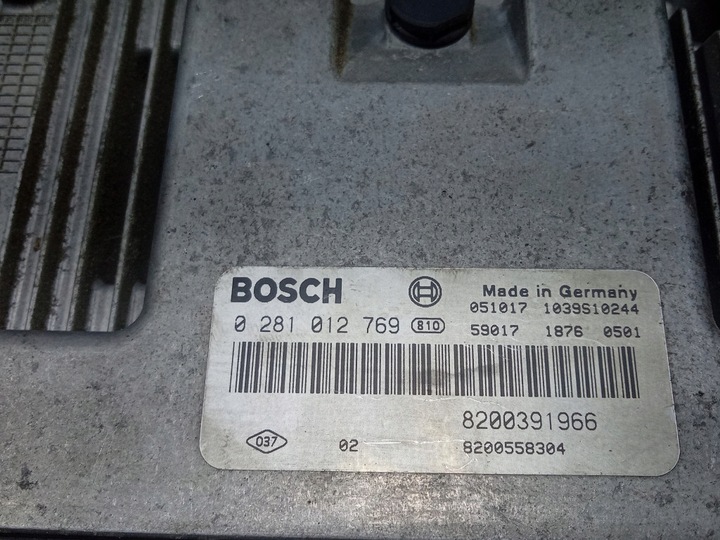 BOSCH
Made in Germany
051017 1039S10244
0 281 012 769 810
59017 1876 0501
8200391966
037 02 8200558304